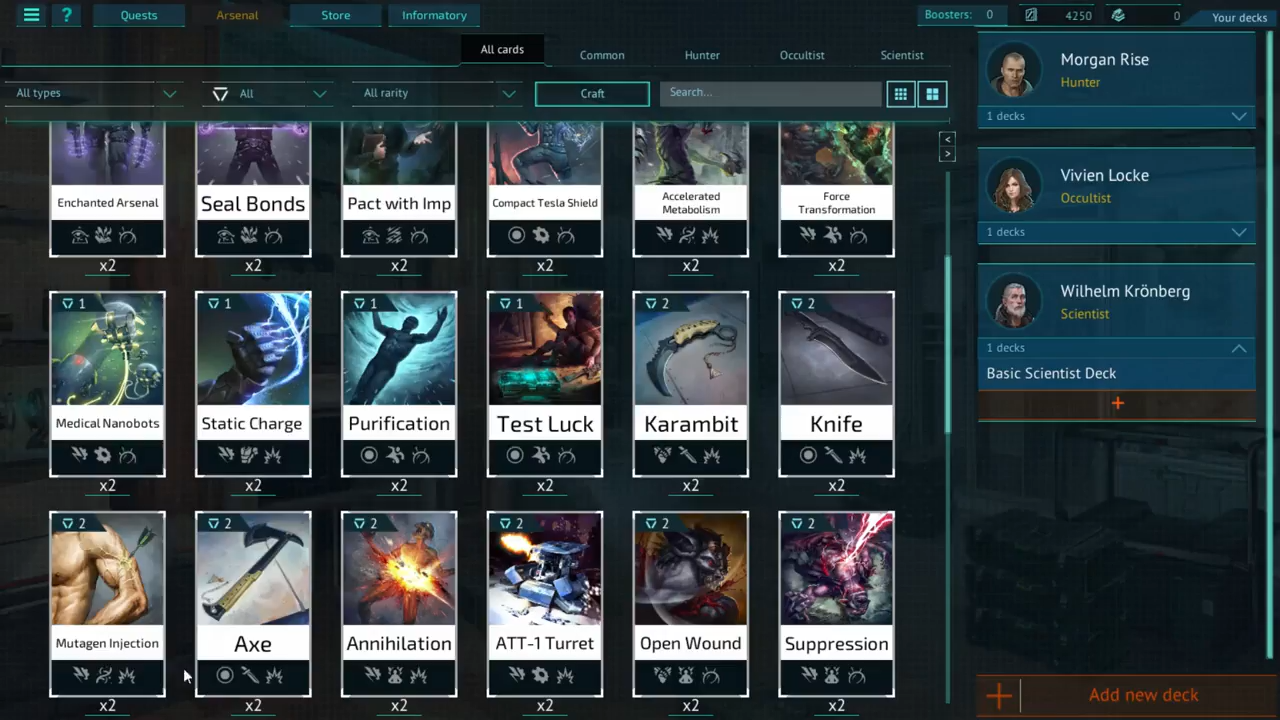 Quests
Arsenal
Store
Informatory
Boosters: 0
4250
0
Your decks
All cards
Common
Hunter
Occultist
Scientist
All types
All
All rarity
Craft
Search...
<
>
Enchanted Arsenal
Seal Bonds
Pact with Imp
Compact Tesla Shield
Accelerated
Metabolism
Force
Transformation
x2
x2
x2
x2
x2
x2
1
1
1
1
2
2
Medical Nanobots
Static Charge
Purification
Test Luck
Karambit
Knife
x2
x2
x2
x2
x2
x2
2
2
2
2
2
2
Mutagen Injection
Axe
Annihilation
ATT-1 Turret
Open Wound
Suppression
x2
x2
x2
x2
x2
x2
Morgan Rise
Hunter
1 decks
Vivien Locke
Occultist
1 decks
Wilhelm Krönberg
Scientist
1 decks
Basic Scientist Deck
+
Add new deck